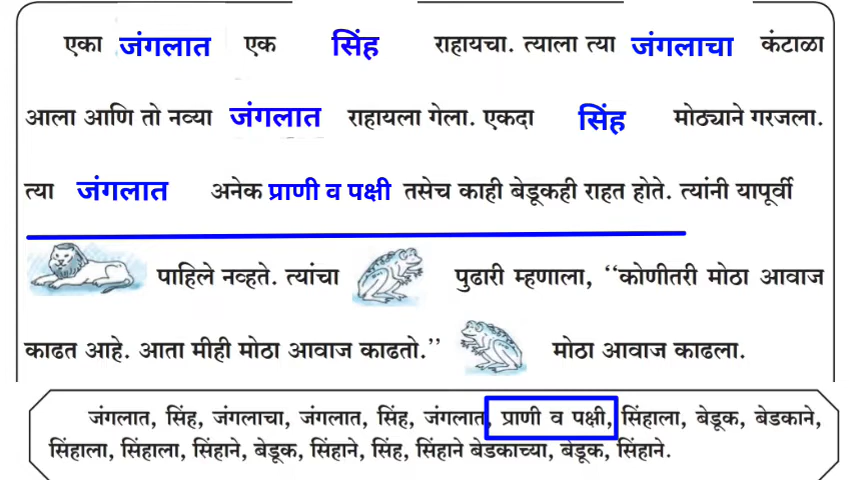 एका जंगलात एक सिंह राहायचा. त्याला त्या जंगलाचा कंटाळा
आला आणि तो नव्या जंगलात राहायला गेला. एकदा सिंह मोठ्याने गरजला.
त्या जंगलात अनेक प्राणी व पक्षी तसेच काही बेडूकही राहत होते. त्यांनी यापूर्वी
पाहिले नव्हते. त्यांचा पुढारी म्हणाला, ‘‘कोणीतरी मोठा आवाज
काढत आहे. आता मीही मोठा आवाज काढतो.’’ मोठा आवाज काढला.
जंगलात, सिंह, जंगलाचा, जंगलात, सिंह, जंगलात, प्राणी व पक्षी, सिंहाला, बेडूक, बेडकाने,
सिंहाला, सिंहाला, सिंहाने, बेडूक, सिंहाने, सिंह, सिंहाने बेडकाच्या, बेडूक, सिंहाने.